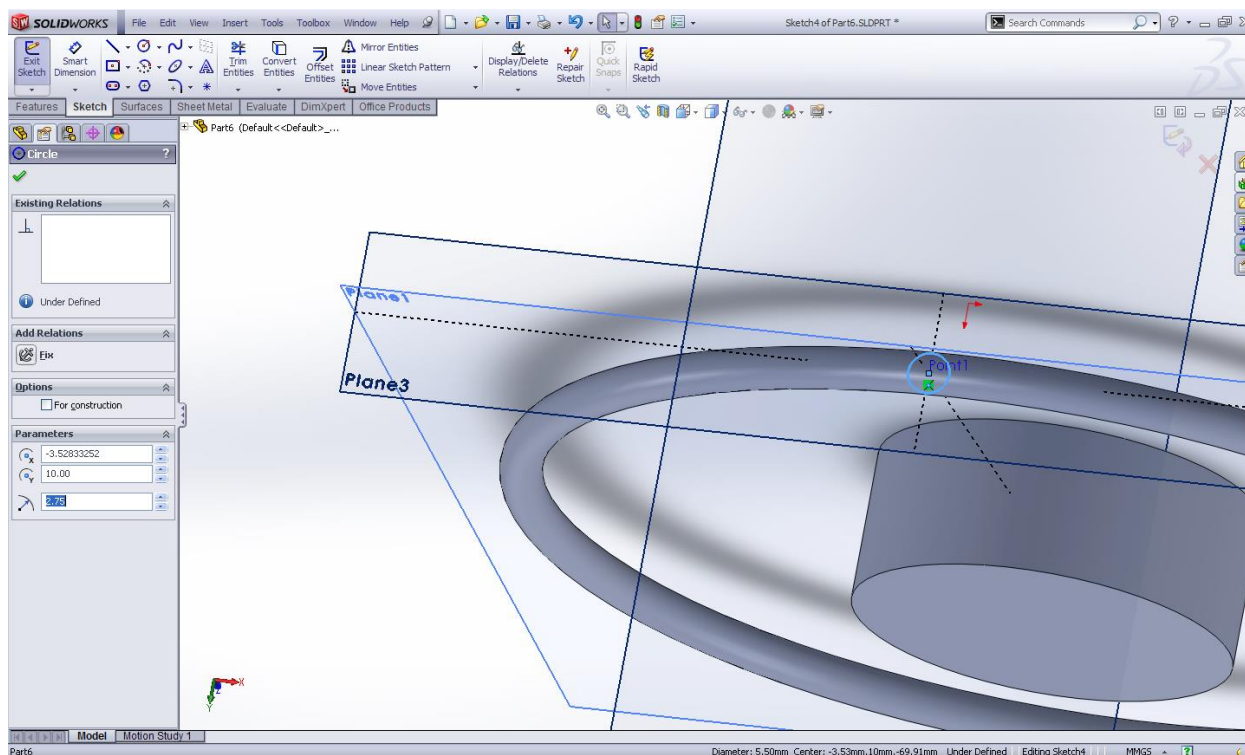 SOLIDWORKS File Edit View Insert Tools Toolbox Window Help Sketch4 of Part6.SLDPRT * Search Commands
Exit Sketch
Smart Dimension
Trim Entities
Convert Entities
Offset Entities
Mirror Entities
Linear Sketch Pattern
Move Entities
Display/Delete Relations
Repair Sketch
Quick Snaps
Rapid Sketch
Features Sketch Surfaces Sheet Metal Evaluate DimXpert Office Products
Part6 (Default<<Default>_...
Circle ?
Existing Relations
Under Defined
Add Relations
Fix
Options
For construction
Parameters
-3.52833252
10.00
2.75
Plane1
Point1
Plane3
X
Y
Z
Model Motion Study 1
Part6 Diameter: 5.50mm Center: -3.53mm,10mm,-69.91mm Under Defined Editing Sketch4 MMGS ?